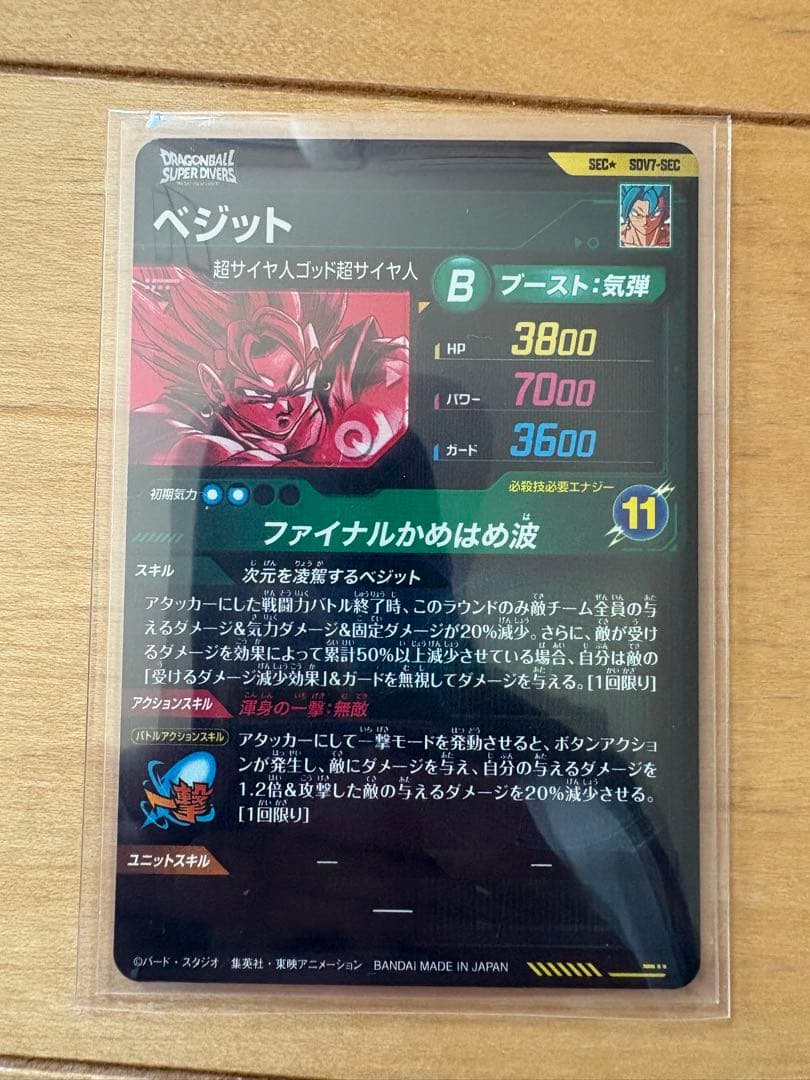 DRAGONBALL
SUPER DIVERS
SEC★ SDV7-SEC
ベジット
超サイヤ人ゴッド超サイヤ人
B ブースト:気弾
HP 3800
パワー 7000
ガード 3600
初期気力
必殺技必要エナジー
11
ファイナルかめはめ波
スキル 次元を凌駕するベジット
アタッカーにした戦闘力バトル終了時、このラウンドのみ敵チーム全員の与
えるダメージ&気力ダメージ&固定ダメージが20%減少。さらに、敵が受け
るダメージを効果によって累計50%以上減少させている場合、自分は敵の
「受けるダメージ減少効果」&ガードを無視してダメージを与える。[1回限り]
アクションスキル 渾身の一撃:無敵
バトルアクションスキル
一撃
アタッカーにして一撃モードを発動させると、ボタンアクショ
ンが発生し、敵にダメージを与え、自分の与えるダメージを
1.2倍&攻撃した敵の与えるダメージを20%減少させる。
[1回限り]
ユニットスキル ― ―
―
©バード・スタジオ 集英社・東映アニメーション BANDAI MADE IN JAPAN